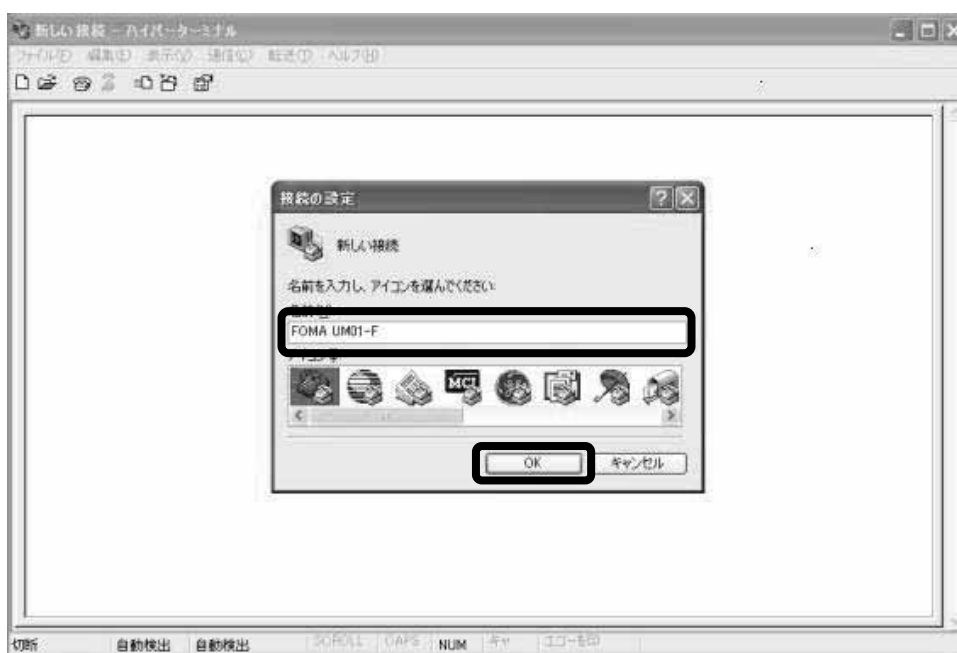 新しい接続 - ハイパーターミナル
ファイル(F) 編集(E) 表示(V) 通信(C) 転送(T) ヘルプ(H)
接続の設定
新しい接続
名前を入力し、アイコンを選んでください:
FOMA UM01-F
MCI
OK キャンセル
切断 自動検出 自動検出 SCROLL CAPS NUM キャ エコーを印